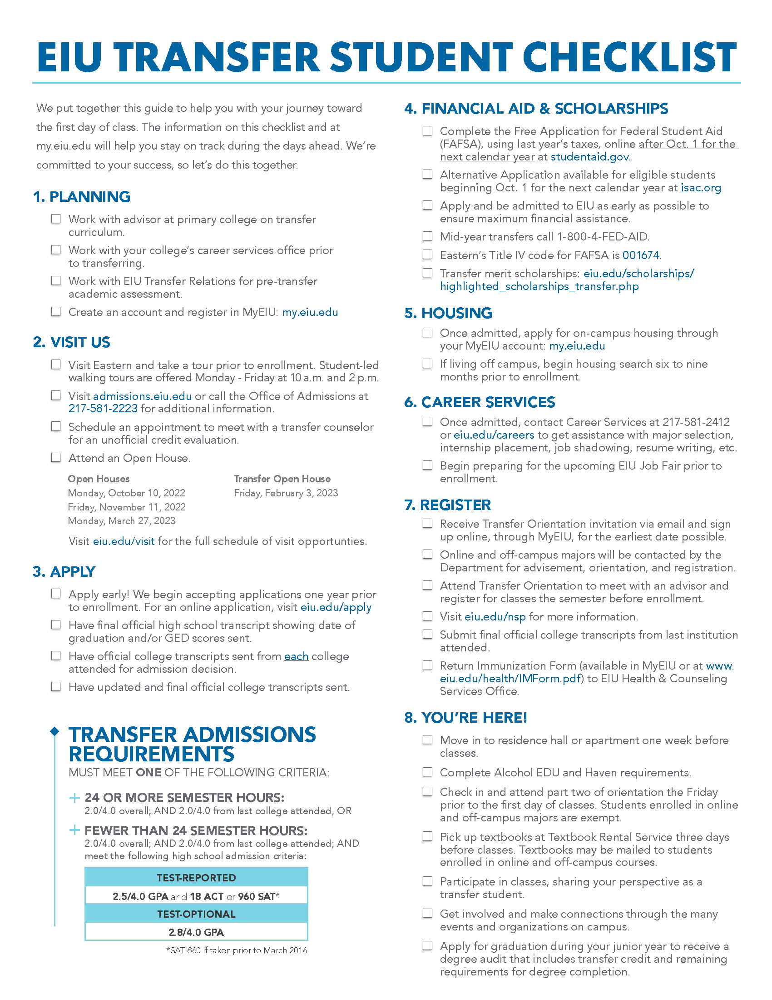 EIU TRANSFER STUDENT CHECKLIST
We put together this guide to help you with your journey toward
the first day of class. The information on this checklist and at
my.eiu.edu will help you stay on track during the days ahead. We're
committed to your success, so let's do this together.
1. PLANNING
Work with advisor at primary college on transfer
curriculum.
Work with your college's career services office prior
to transferring.
Work with EIU Transfer Relations for pre-transfer
academic assessment.
Create an account and register in MyEIU: my.eiu.edu
2. VISIT US
Visit Eastern and take a tour prior to enrollment. Student-led
walking tours are offered Monday - Friday at 10 a.m. and 2 p.m.
Visit admissions.eiu.edu or call the Office of Admissions at
217-581-2223 for additional information.
Schedule an appointment to meet with a transfer counselor
for an unofficial credit evaluation.
Attend an Open House.
Open Houses
Monday, October 10, 2022
Friday, November 11, 2022
Monday, March 27, 2023
Transfer Open House
Friday, February 3, 2023
Visit eiu.edu/visit for the full schedule of visit opportunties.
3. APPLY
Apply early! We begin accepting applications one year prior
to enrollment. For an online application, visit eiu.edu/apply
Have final official high school transcript showing date of
graduation and/or GED scores sent.
Have official college transcripts sent from each college
attended for admission decision.
Have updated and final official college transcripts sent.
TRANSFER ADMISSIONS
REQUIREMENTS
MUST MEET ONE OF THE FOLLOWING CRITERIA:
+ 24 OR MORE SEMESTER HOURS:
2.0/4.0 overall; AND 2.0/4.0 from last college attended, OR
+ FEWER THAN 24 SEMESTER HOURS:
2.0/4.0 overall; AND 2.0/4.0 from last college attended; AND
meet the following high school admission criteria:
TEST-REPORTED
2.5/4.0 GPA and 18 ACT or 960 SAT*
TEST-OPTIONAL
2.8/4.0 GPA
*SAT 860 if taken prior to March 2016
4. FINANCIAL AID & SCHOLARSHIPS
Complete the Free Application for Federal Student Aid
(FAFSA), using last year's taxes, online after Oct. 1 for the
next calendar year at studentaid.gov.
Alternative Application available for eligible students
beginning Oct. 1 for the next calendar year at isac.org
Apply and be admitted to EIU as early as possible to
ensure maximum financial assistance.
Mid-year transfers call 1-800-4-FED-AID.
Eastern's Title IV code for FAFSA is 001674.
Transfer merit scholarships: eiu.edu/scholarships/
highlighted_scholarships_transfer.php
5. HOUSING
Once admitted, apply for on-campus housing through
your MyEIU account: my.eiu.edu
If living off campus, begin housing search six to nine
months prior to enrollment.
6. CAREER SERVICES
Once admitted, contact Career Services at 217-581-2412
or eiu.edu/careers to get assistance with major selection,
internship placement, job shadowing, resume writing, etc.
Begin preparing for the upcoming EIU Job Fair prior to
enrollment.
7. REGISTER
Receive Transfer Orientation invitation via email and sign
up online, through MyEIU, for the earliest date possible.
Online and off-campus majors will be contacted by the
Department for advisement, orientation, and registration.
Attend Transfer Orientation to meet with an advisor and
register for classes the semester before enrollment.
Visit eiu.edu/nsp for more information.
Submit final official college transcripts from last institution
attended.
Return Immunization Form (available in MyEIU or at www.
eiu.edu/health/IMForm.pdf) to EIU Health & Counseling
Services Office.
8. YOU'RE HERE!
Move in to residence hall or apartment one week before
classes.
Complete Alcohol EDU and Haven requirements.
Check in and attend part two of orientation the Friday
prior to the first day of classes. Students enrolled in online
and off-campus majors are exempt.
Pick up textbooks at Textbook Rental Service three days
before classes. Textbooks may be mailed to students
enrolled in online and off-campus courses.
Participate in classes, sharing your perspective as a
transfer student.
Get involved and make connections through the many
events and organizations on campus.
Apply for graduation during your junior year to receive a
degree audit that includes transfer credit and remaining
requirements for degree completion.